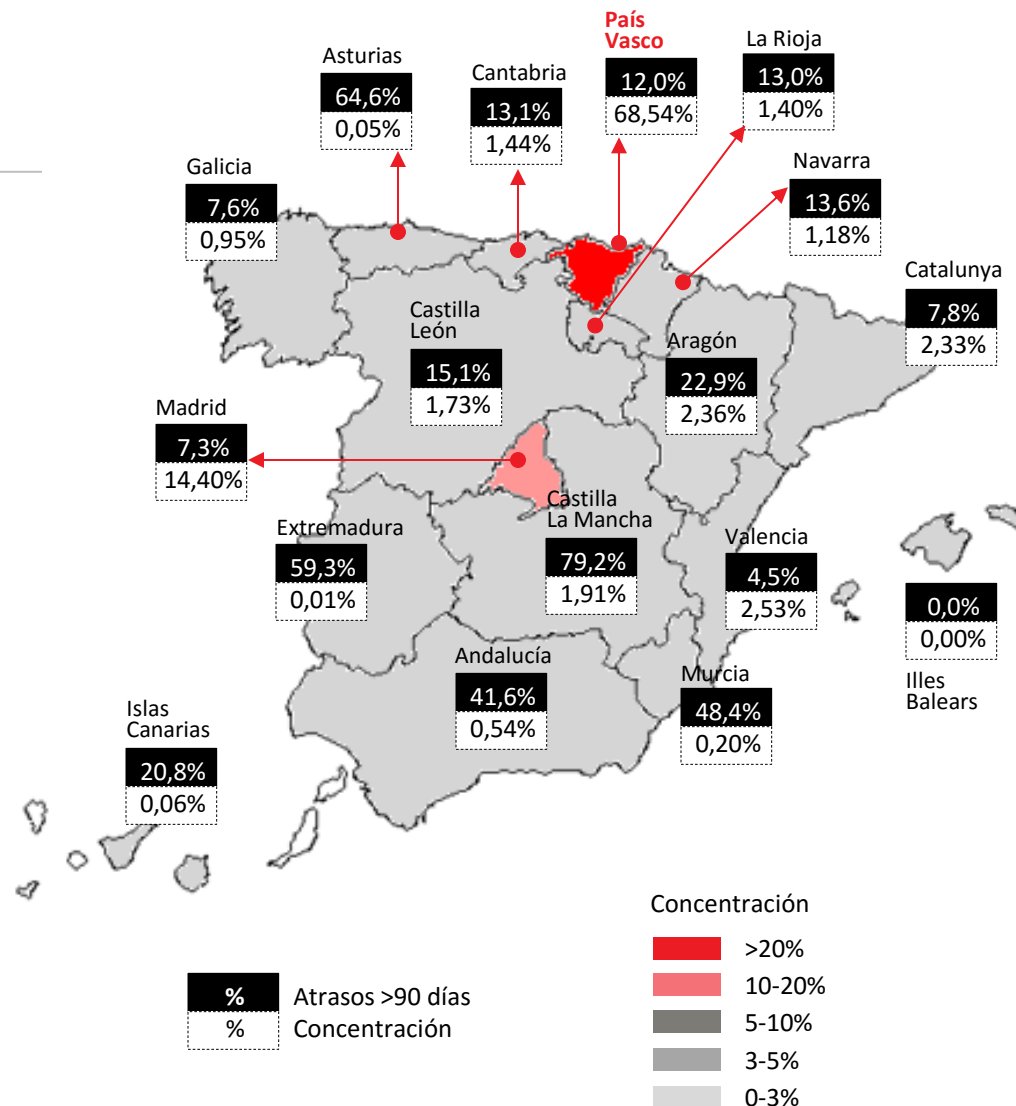 País
Vasco
12,0%
68,54%
La Rioja
13,0%
1,40%
Asturias
64,6%
0,05%
Cantabria
13,1%
1,44%
Navarra
13,6%
1,18%
Galicia
7,6%
0,95%
Catalunya
7,8%
2,33%
Castilla
León
15,1%
1,73%
Aragón
22,9%
2,36%
Madrid
7,3%
14,40%
Castilla
La Mancha
79,2%
1,91%
Extremadura
59,3%
0,01%
Valencia
4,5%
2,53%
0,0%
0,00%
Illes
Balears
Andalucía
41,6%
0,54%
Murcia
48,4%
0,20%
Islas
Canarias
20,8%
0,06%
% Atrasos >90 días
% Concentración
Concentración
>20%
10-20%
5-10%
3-5%
0-3%